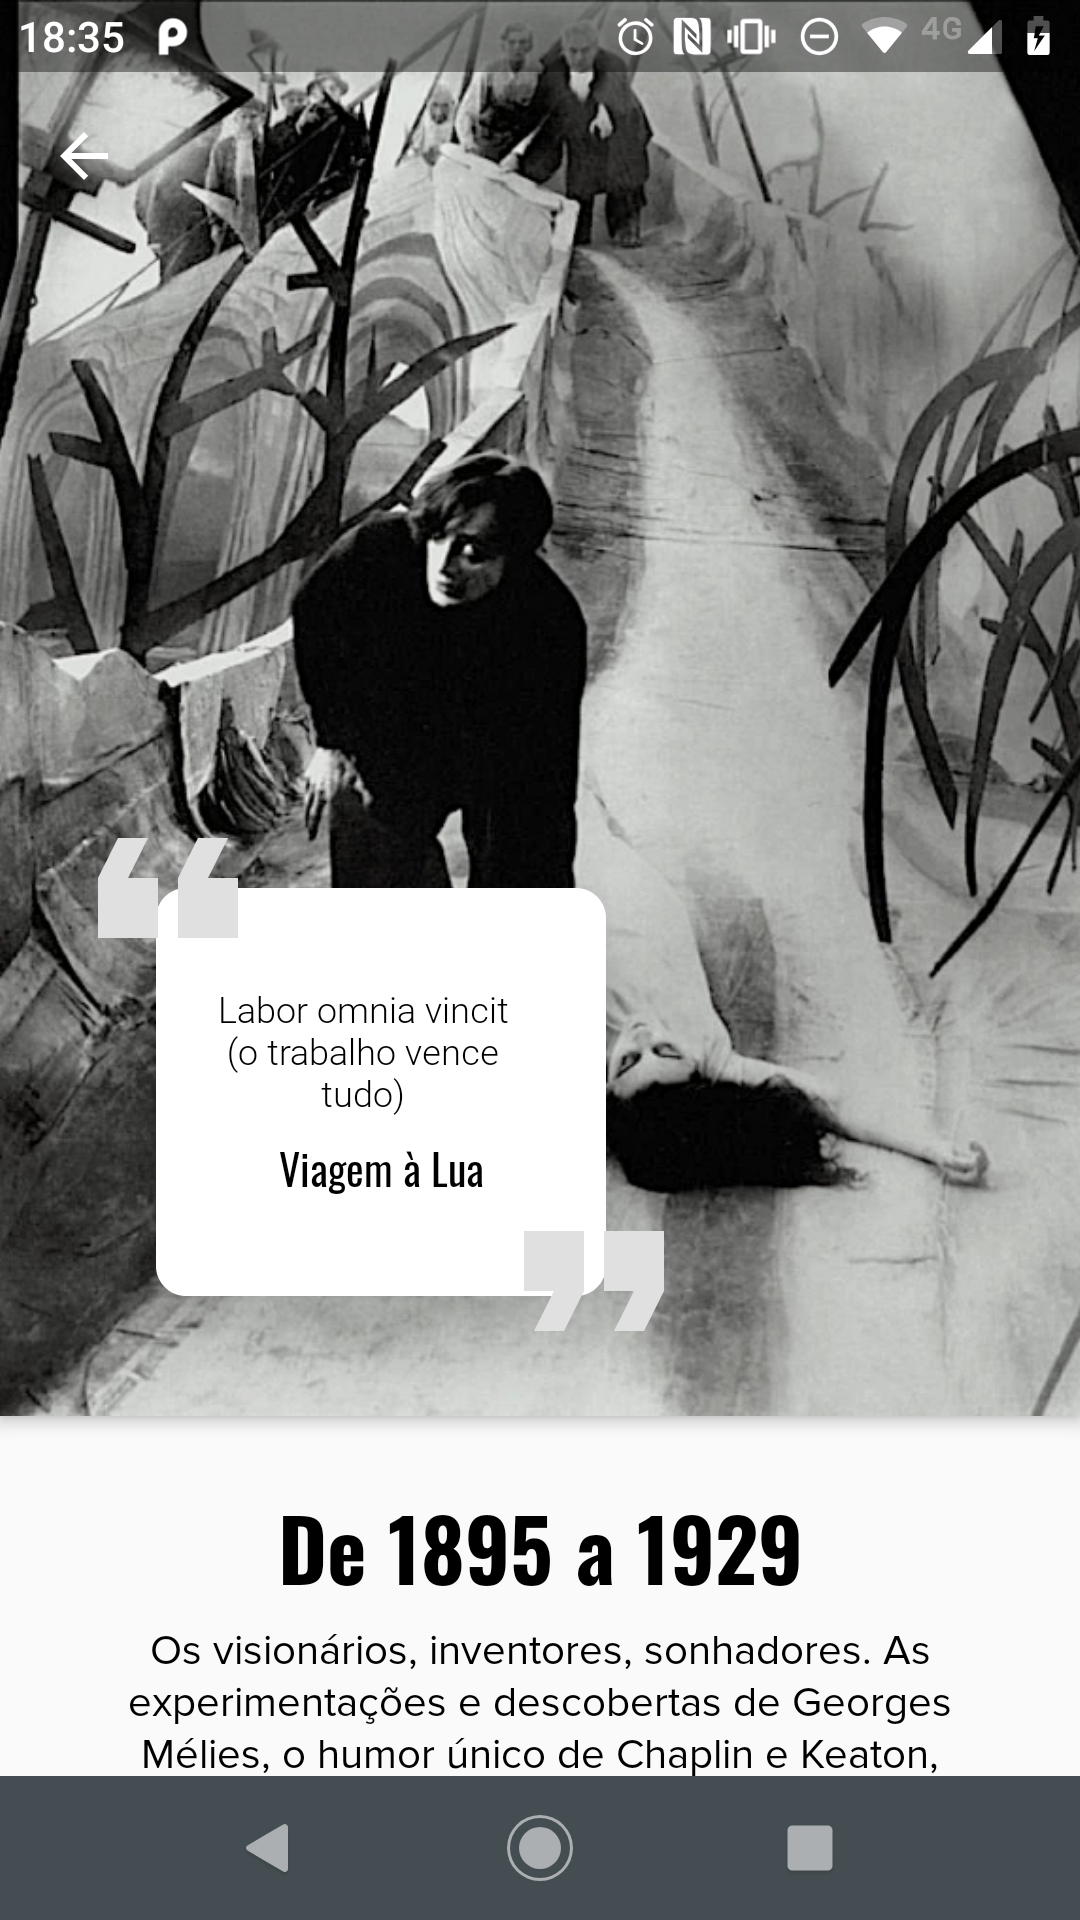 18:35
4G
Labor omnia vincit
(o trabalho vence
tudo)
Viagem à Lua
De 1895 a 1929
Os visionários, inventores, sonhadores. As
experimentações e descobertas de Georges
Mélies, o humor único de Chaplin e Keaton,